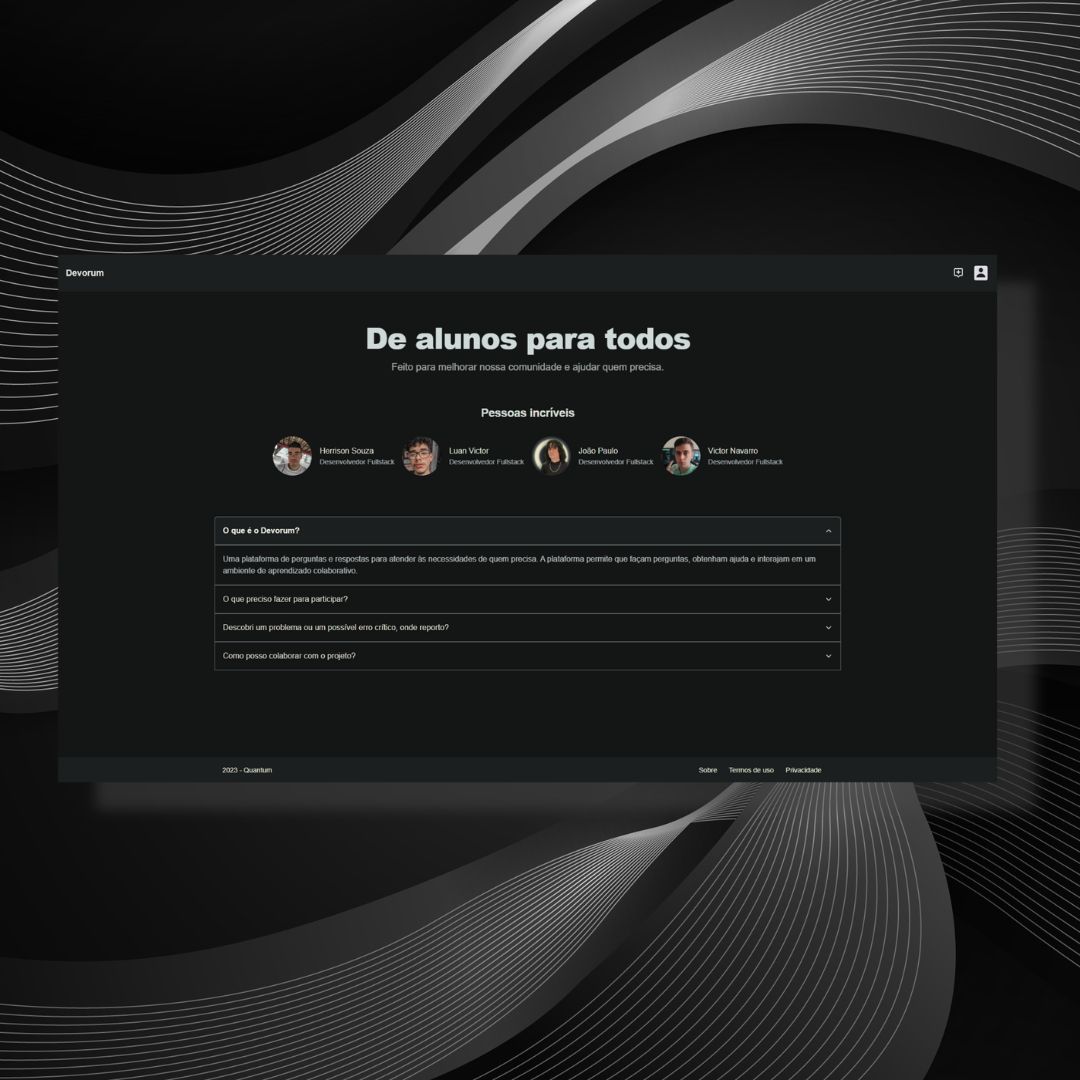 Devorum
De alunos para todos
Feito para melhorar nossa comunidade e ajudar quem precisa.
Pessoas incríveis
Herrison Souza
Desenvolvedor Fullstack
Luan Victor
Desenvolvedor Fullstack
João Paulo
Desenvolvedor Fullstack
Victor Navarro
Desenvolvedor Fullstack
O que é o Devorum?
Uma plataforma de perguntas e respostas para atender às necessidades de quem precisa. A plataforma permite que façam perguntas, obtenham ajuda e interajam em um
ambiente de aprendizado colaborativo.
O que preciso fazer para participar?
Descobri um problema ou um possível erro crítico, onde reporto?
Como posso colaborar com o projeto?
2023 - Quantum
Sobre Termos de uso Privacidade